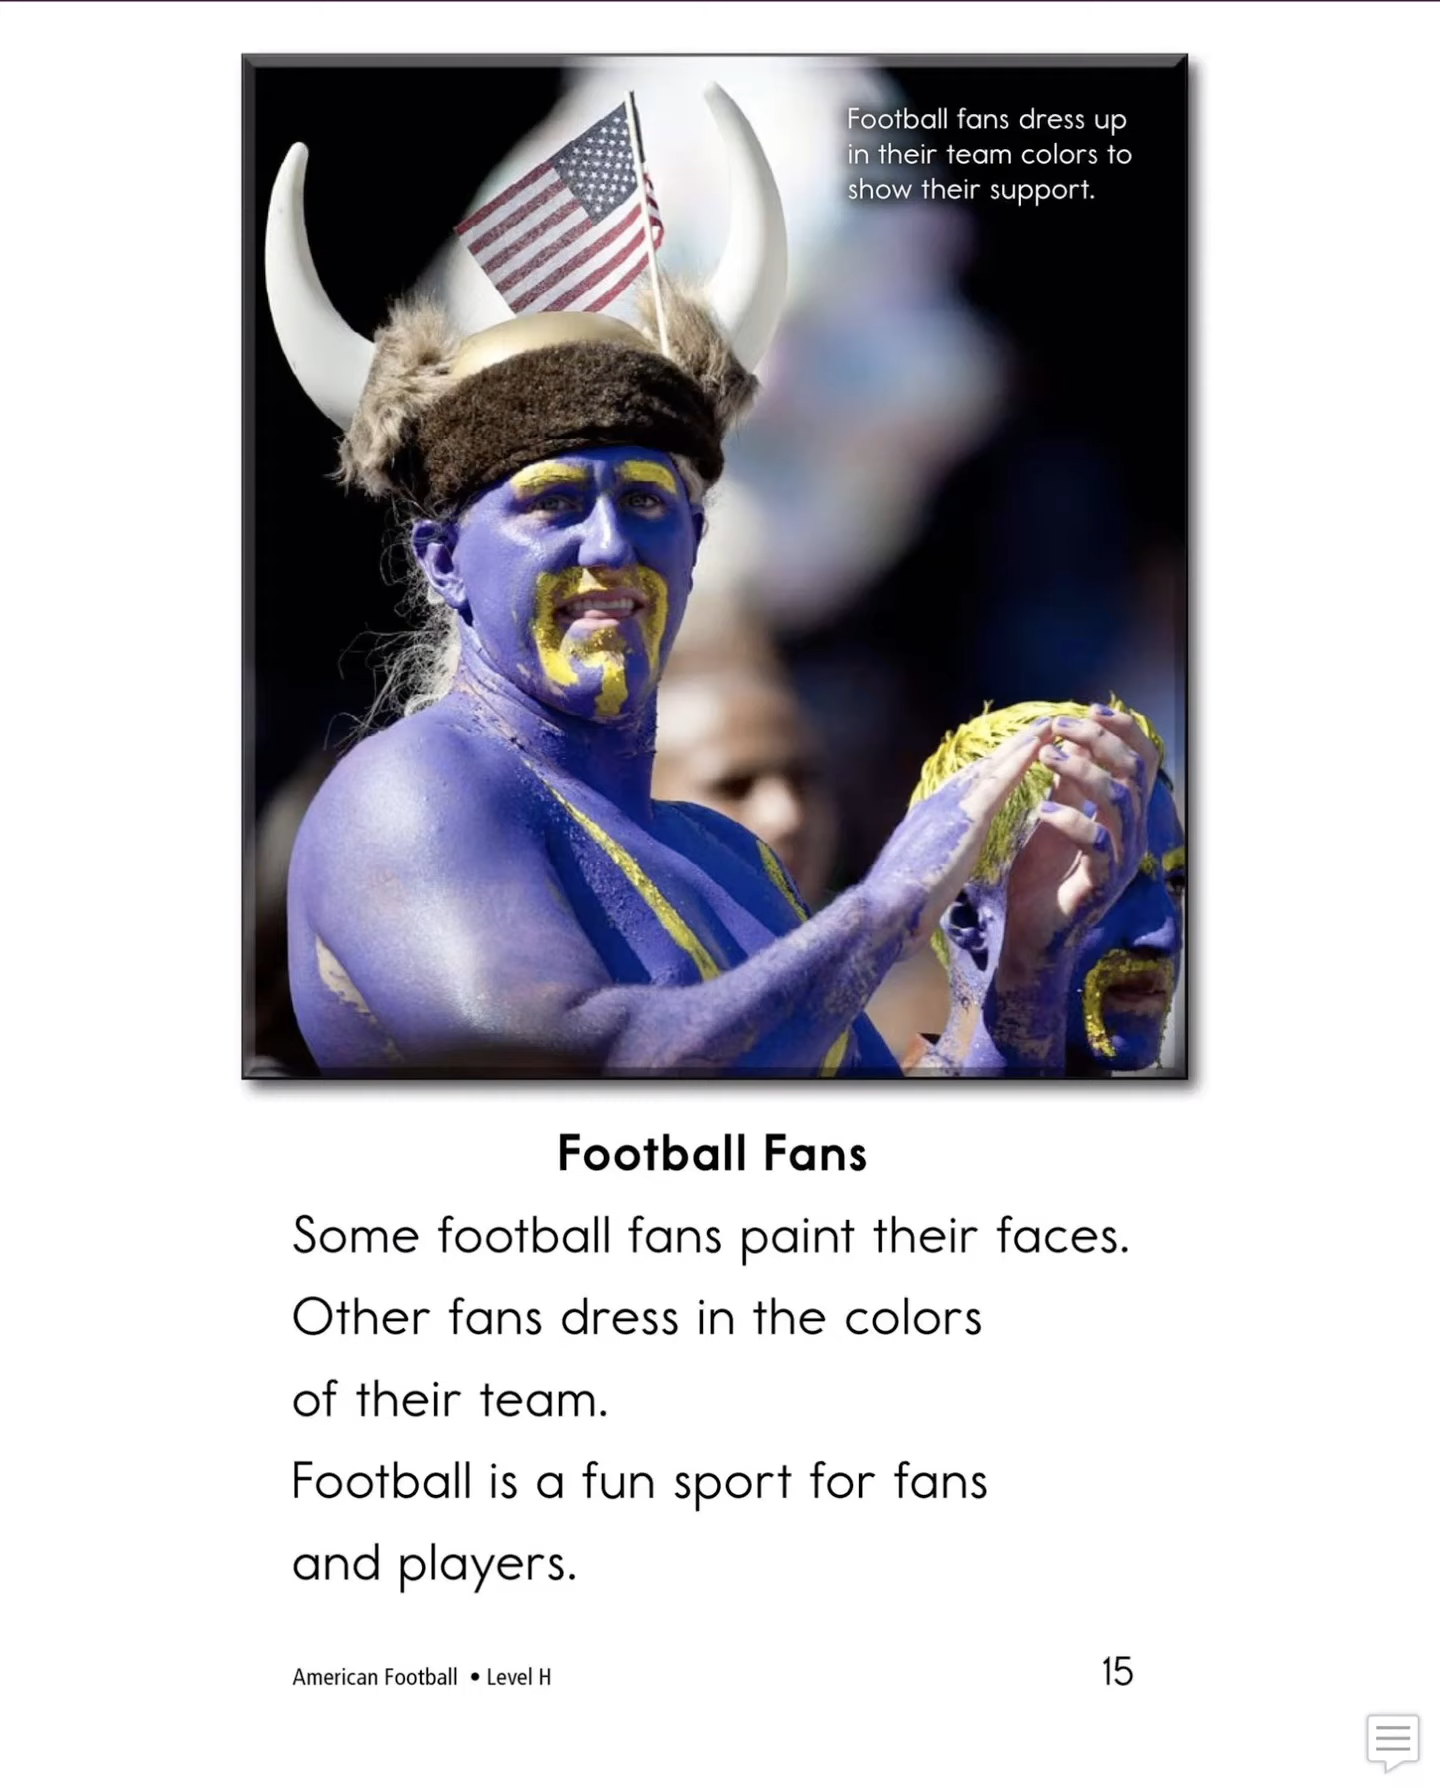 Football fans dress up
in their team colors to
show their support.
Football Fans
Some football fans paint their faces.
Other fans dress in the colors
of their team.
Football is a fun sport for fans
and players.
American Football • Level H
15